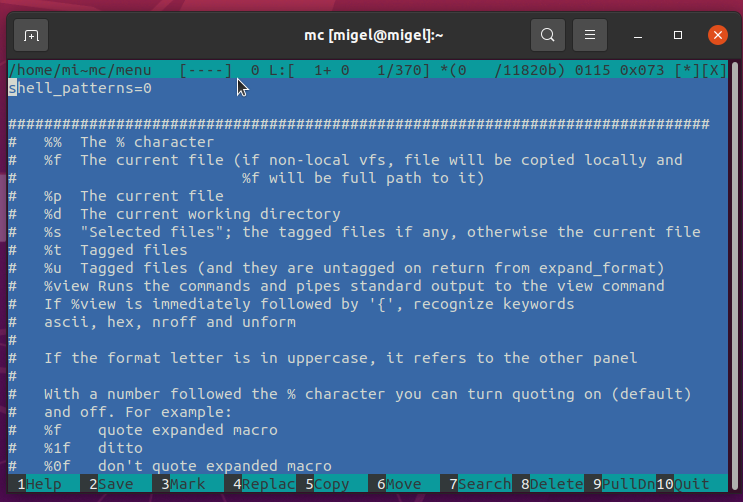 mc [migel@migel]:~
/home/mi~mc/menu   [----]  0 L:[  1+ 0   1/370] *(0   /11820b) 0115 0x073 [*][X]
shell_patterns=0
##############################################################################
#   %%  The % character
#   %f  The current file (if non-local vfs, file will be copied locally and
#                         %f will be full path to it)
#   %p  The current file
#   %d  The current working directory
#   %s  "Selected files"; the tagged files if any, otherwise the current file
#   %t  Tagged files
#   %u  Tagged files (and they are untagged on return from expand_format)
#   %view Runs the commands and pipes standard output to the view command
#   If %view is immediately followed by '{', recognize keywords
#   ascii, hex, nroff and unform
#
#   If the format letter is in uppercase, it refers to the other panel
#
#   With a number followed the % character you can turn quoting on (default)
#   and off. For example:
#   %f    quote expanded macro
#   %1f   ditto
#   %0f   don't quote expanded macro
1Help  2Save  3Mark  4Replac 5Copy  6Move  7Search 8Delete 9PullDn 10Quit